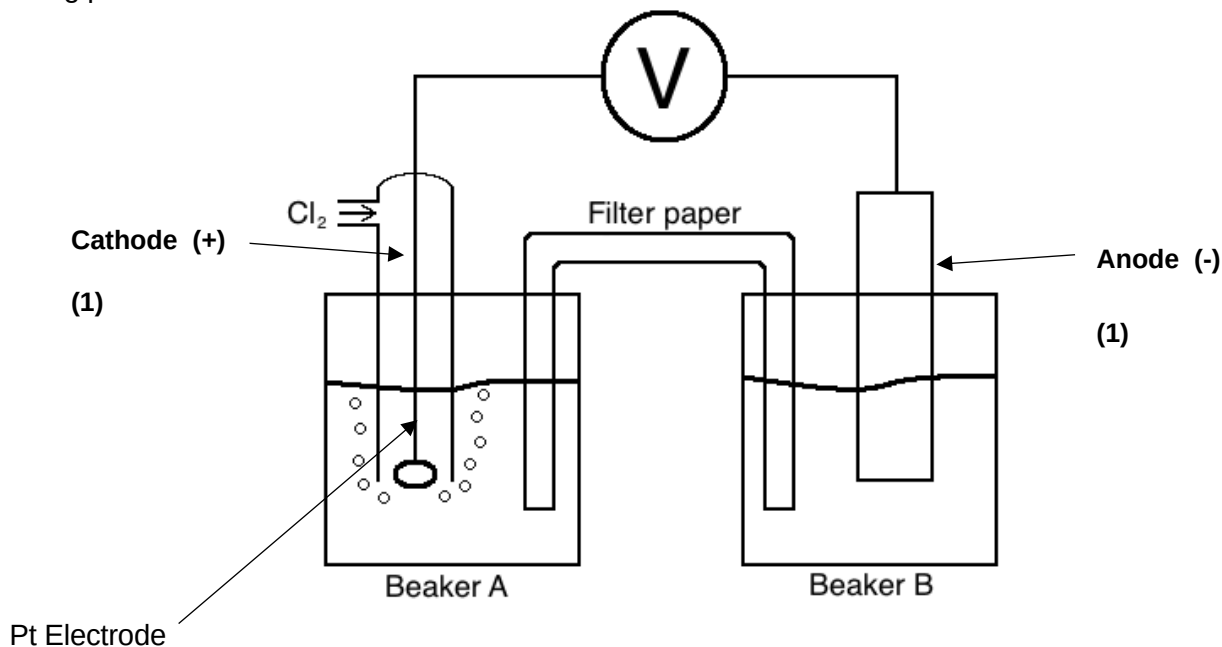 V
Cl₂
Filter paper
Cathode (+)
(1)
Anode (-)
(1)
Beaker A
Beaker B
Pt Electrode